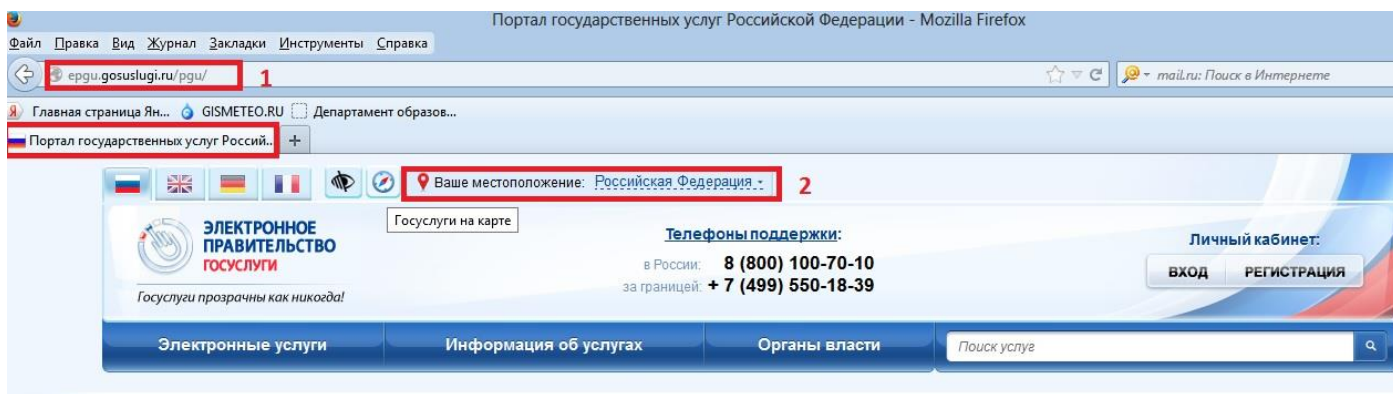 Портал государственных услуг Российской Федерации - Mozilla Firefox
Файл Правка Вид Журнал Закладки Инструменты Справка
epgu.gosuslugi.ru/pgu/ 1 mail.ru: Поиск в Интернете
Главная страница Ян... GISMETEO.RU Департамент образов...
Портал государственных услуг Россий... +
Ваше местоположение: Российская Федерация 2
Госуслуги на карте
ЭЛЕКТРОННОЕ
ПРАВИТЕЛЬСТВО
ГОСУСЛУГИ
Госуслуги прозрачны как никогда!
Телефоны поддержки:
в России: 8 (800) 100-70-10
за границей: + 7 (499) 550-18-39
Личный кабинет:
ВХОД РЕГИСТРАЦИЯ
Электронные услуги Информация об услугах Органы власти Поиск услуг